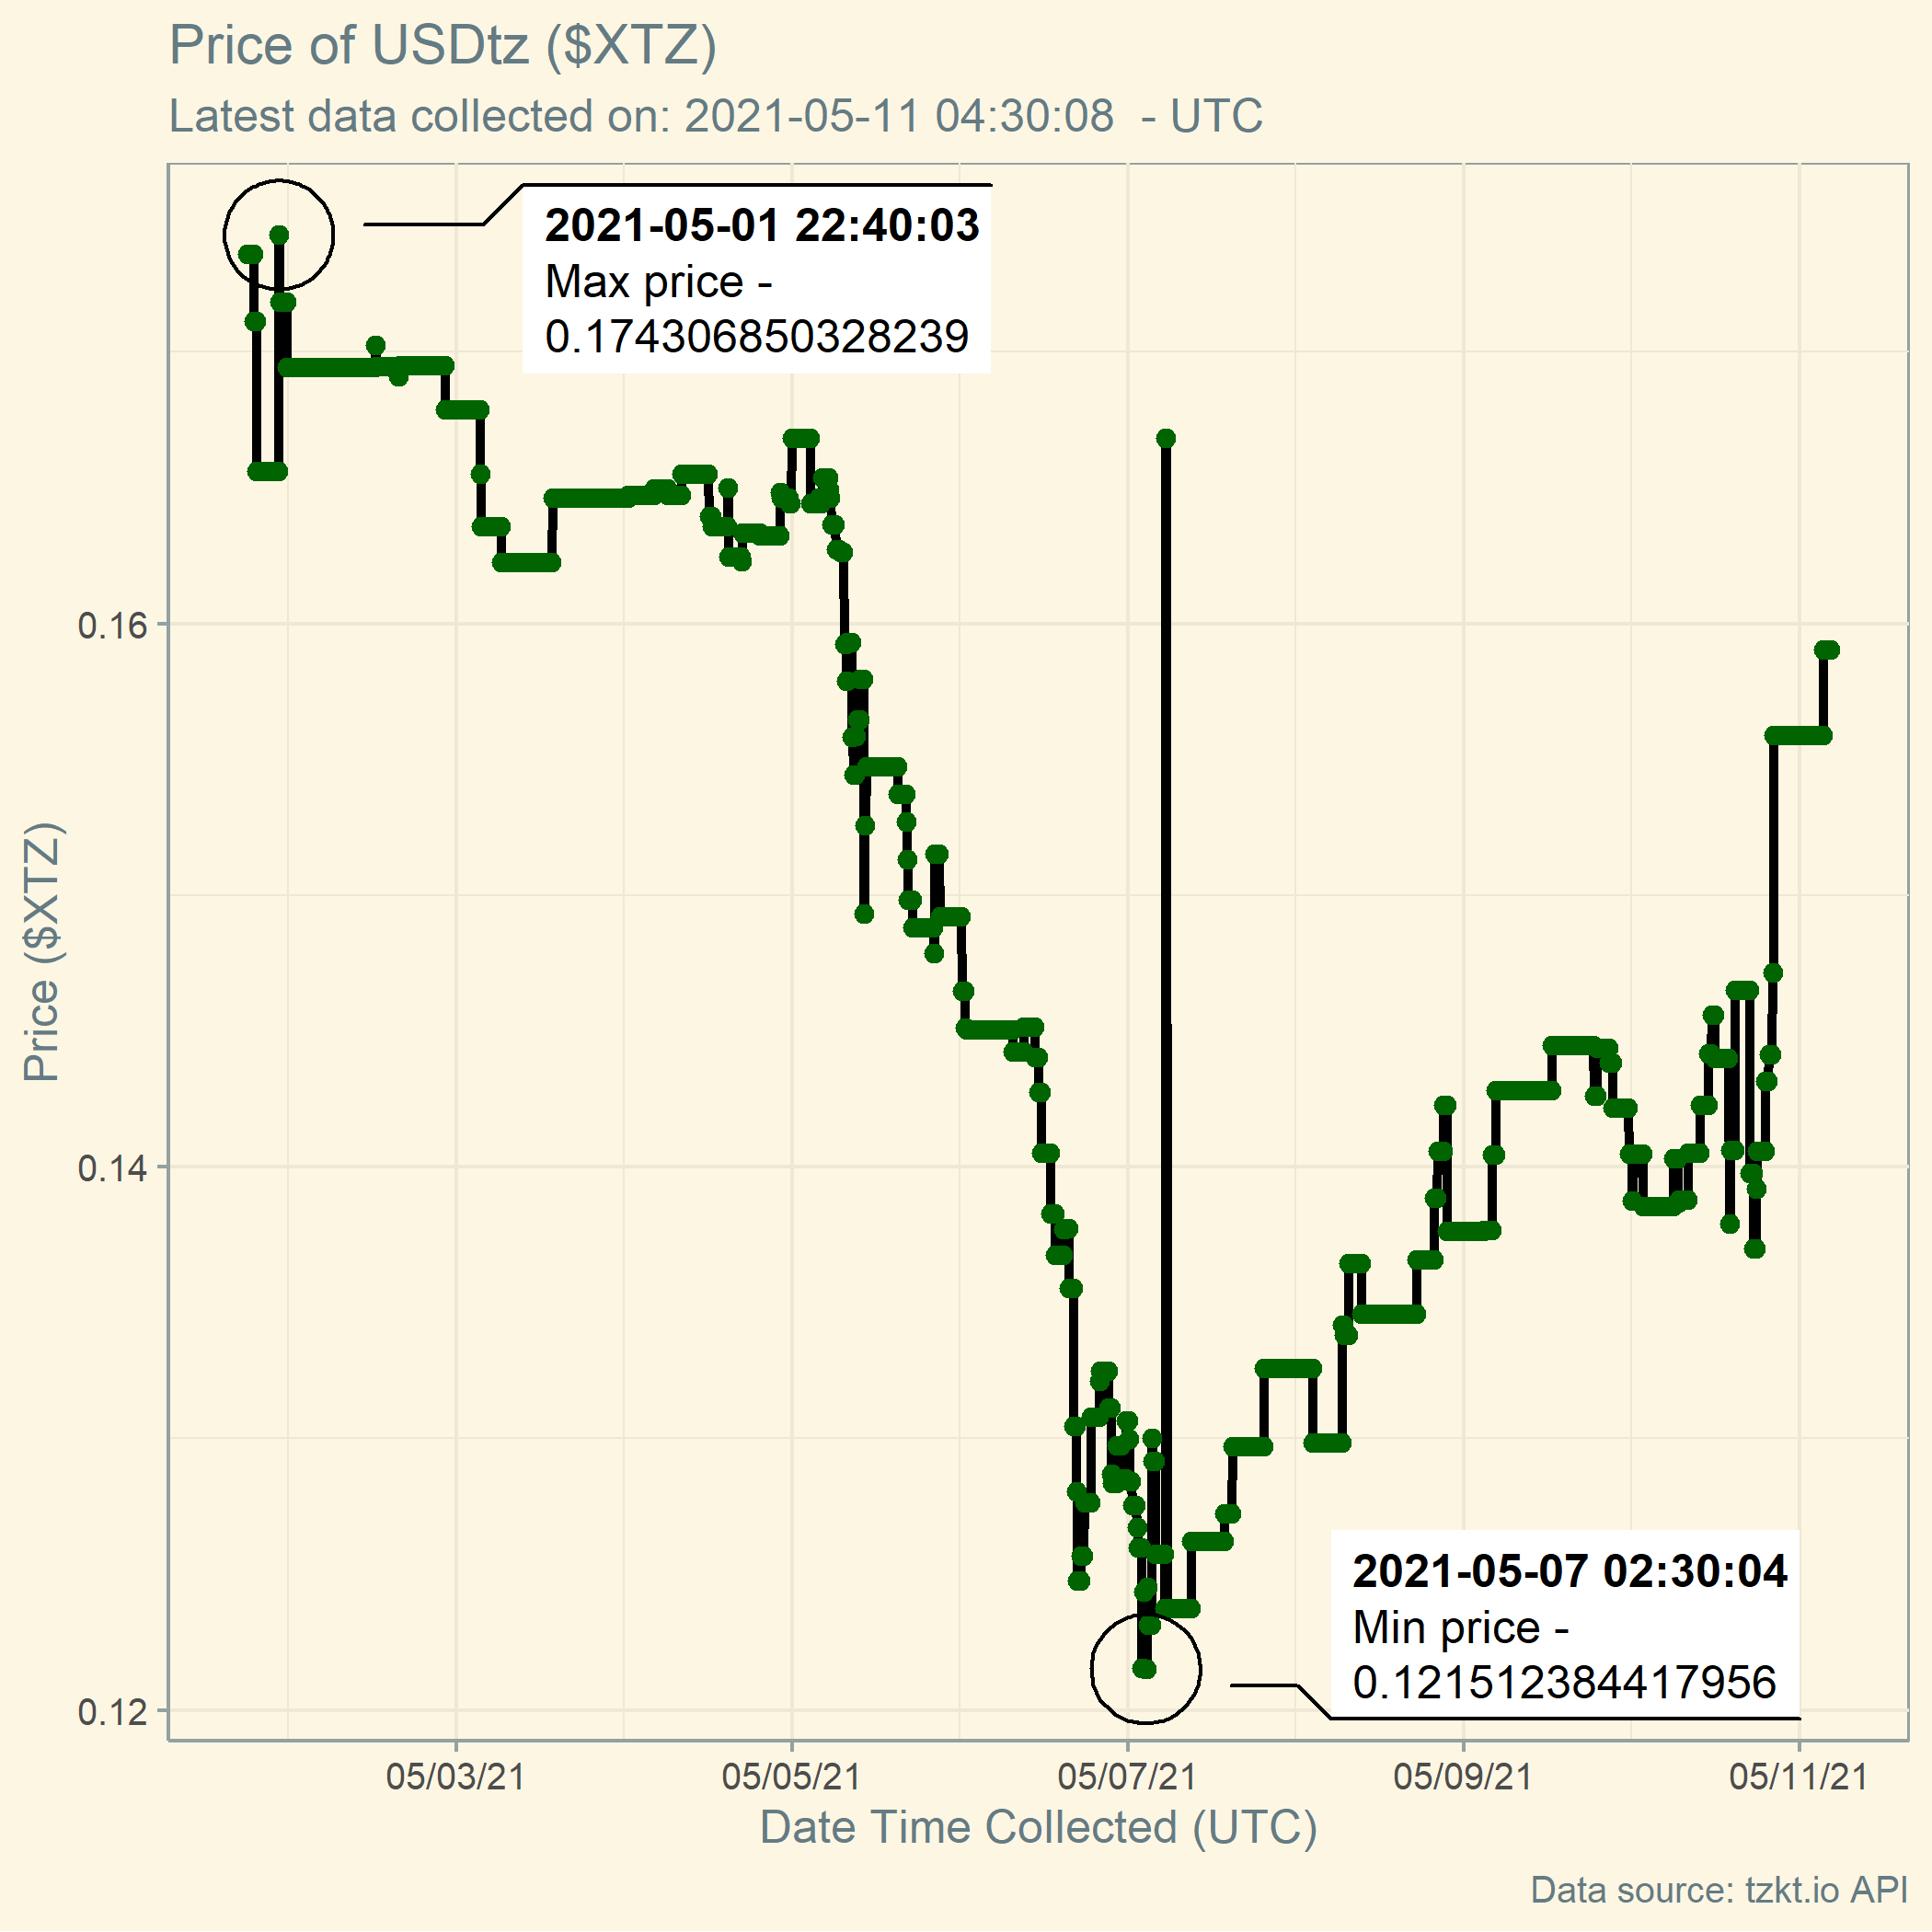 Price of USDtz ($XTZ)
Latest data collected on: 2021-05-11 04:30:08  - UTC
2021-05-01 22:40:03
Max price -
0.174306850328239
0.16
0.14
0.12
Price ($XTZ)
2021-05-07 02:30:04
Min price -
0.121512384417956
05/03/21
05/05/21
05/07/21
05/09/21
05/11/21
Date Time Collected (UTC)
Data source: tzkt.io API